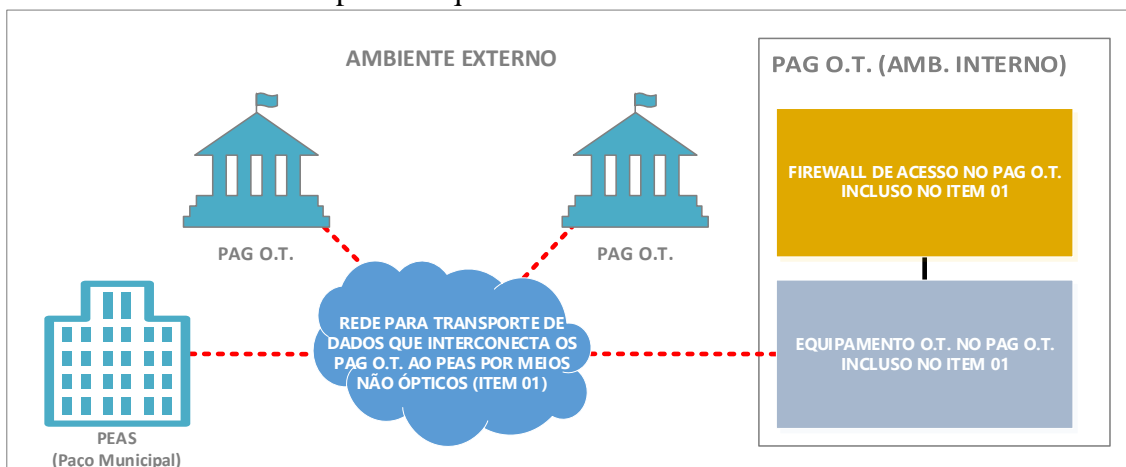 AMBIENTE EXTERNO
PAG O.T. (AMB. INTERNO)
FIREWALL DE ACESSO NO PAG O.T.
INCLUSO NO ITEM 01
PAG O.T.
PAG O.T.
REDE PARA TRANSPORTE DE
DADOS QUE INTERCONECTA OS
PAG O.T. AO PEAS POR MEIOS
NÃO ÓPTICOS (ITEM 01)
EQUIPAMENTO O.T. NO PAG O.T.
INCLUSO NO ITEM 01
PEAS
(Paço Municipal)